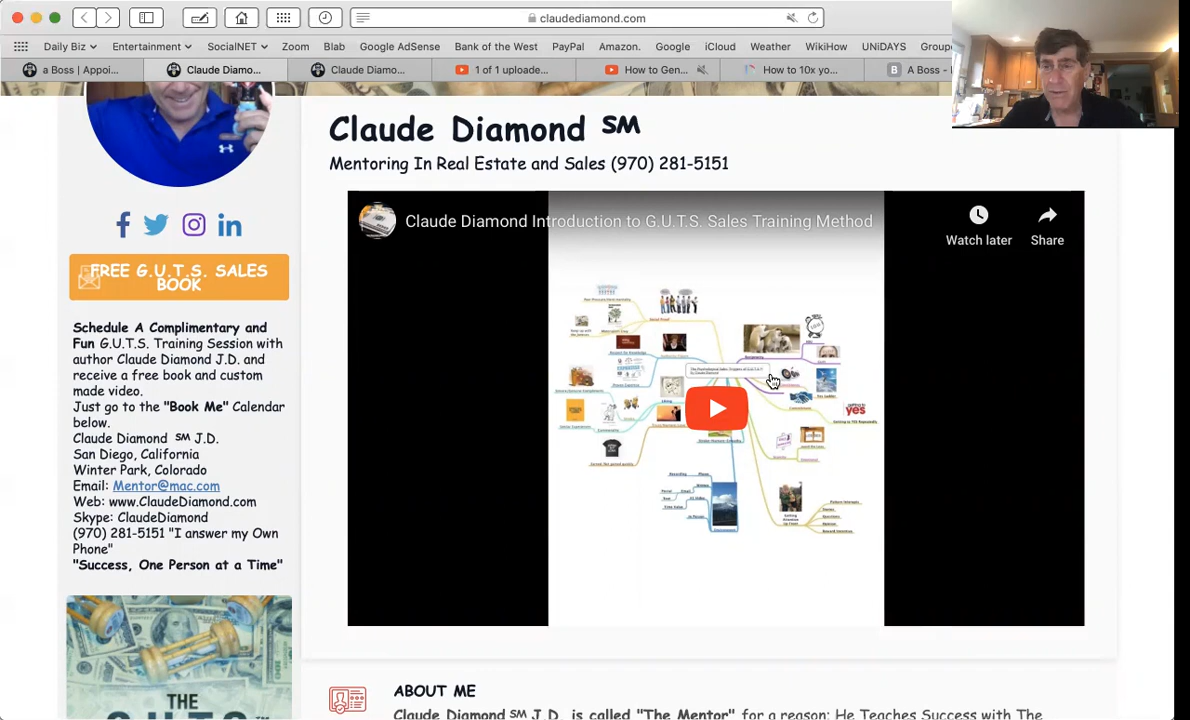 claudediamond.com
Daily Biz Entertainment SocialNET Zoom Blab Google AdSense Bank of the West PayPal Amazon. Google iCloud Weather WikiHow UNiDAYS Groupe
a Boss | Appoi... Claude Diamo... Claude Diamo... 1 of 1 uploade... How to Gen... How to 10x yo... B A Boss -
Claude Diamond SM
Mentoring In Real Estate and Sales (970) 281-5151
Claude Diamond Introduction to G.U.T.S. Sales Training Method
Watch later Share
FREE G.U.T.S. SALES
BOOK
Schedule A Complimentary and
Fun G.U.T.S. Training Session with
author Claude Diamond J.D. and
receive a free book and custom
made video.
Just go to the "Book Me" Calendar
below.
Claude Diamond ℠ J.D.
San Diego, California
Winter Park, Colorado
Email: Mentor@mac.com
Web: www.ClaudeDiamond.com
Skype: ClaudeDiamond
(970) 281-5151 "I answer my Own
Phone"
"Success, One Person at a Time"
THE
yes
ABOUT ME
Claude Diamond ℠ J.D. is called "The Mentor" for a reason: He Teaches Success with The